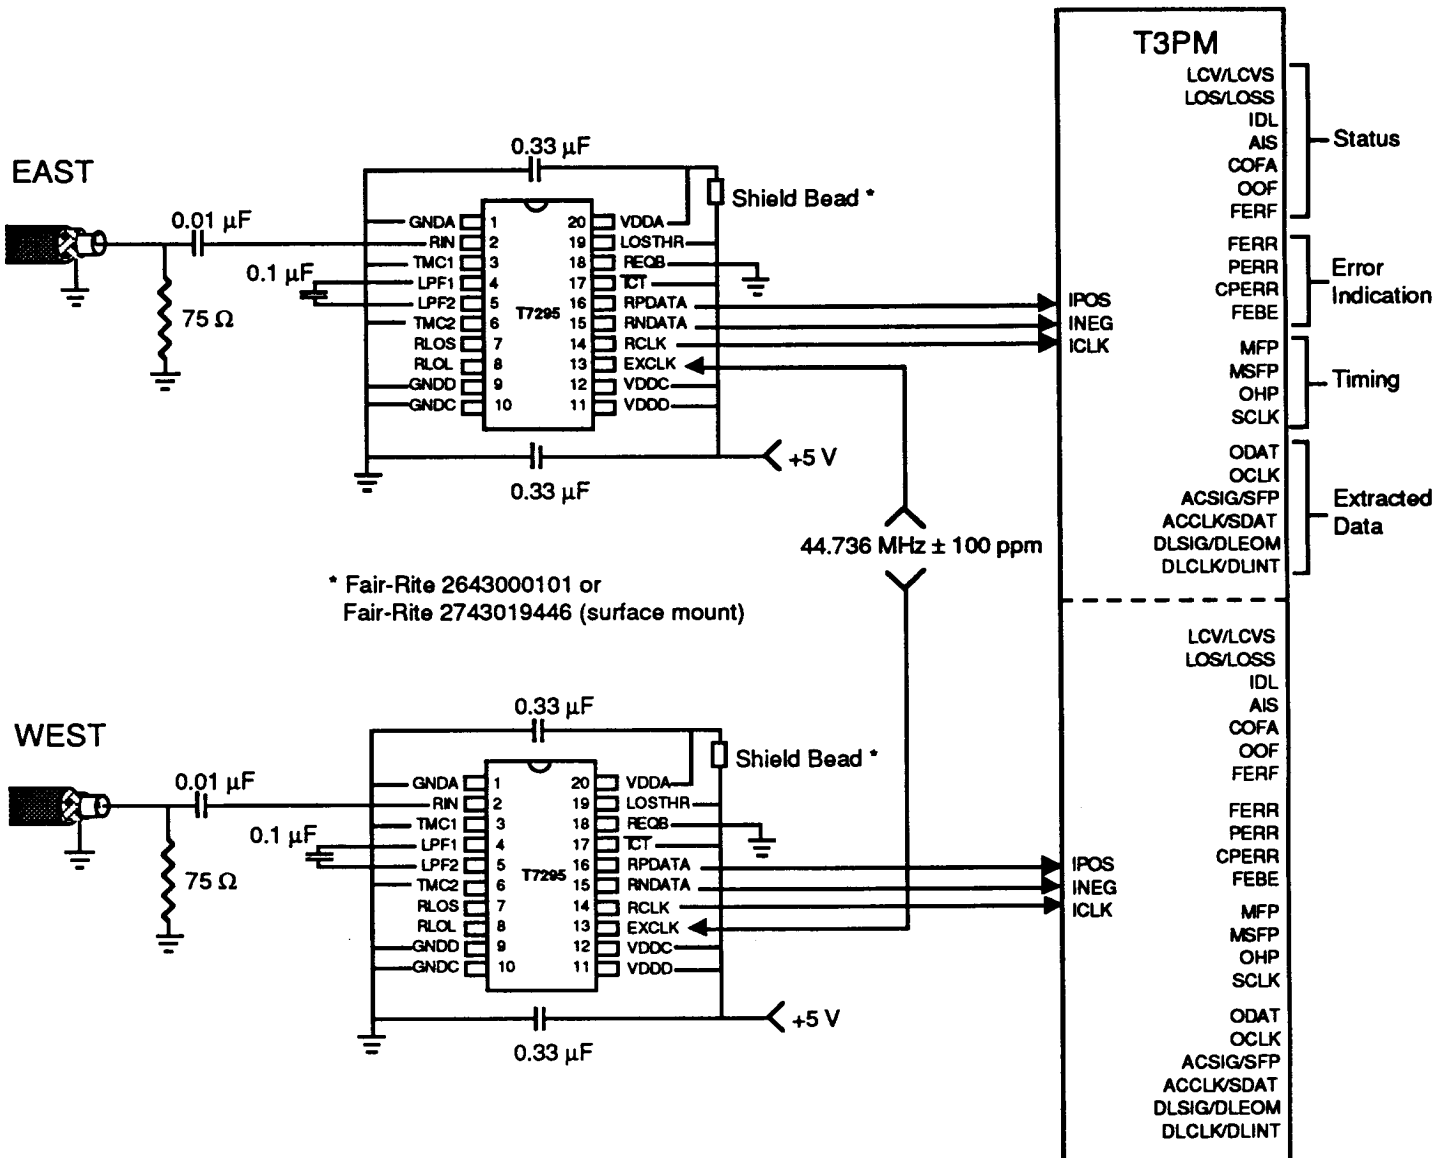 T3PM
LCV/LCVS
LOS/LOSS
IDL
AIS
COFA
OOF
FERF
Status
FERR
PERR
CPERR
FEBE
Error
Indication
MFP
MSFP
OHP
SCLK
Timing
ODAT
OCLK
ACSIG/SFP
ACCLK/SDAT
DLSIG/DLEOM
DLCLK/DLINT
Extracted
Data
IPOS
INEG
ICLK
EAST
0.01 µF
75 Ω
0.1 µF
0.33 µF
Shield Bead *
GNDA 1
RIN 2
TMC1 3
LPF1 4
LPF2 5
TMC2 6
RLOS 7
RLOL 8
GNDD 9
GNDC 10
T7295
20 VDDA
19 LOSTHR
18 REQB
17 ICT
16 RPDATA
15 RNDATA
14 RCLK
13 EXCLK
12 VDDC
11 VDDD
+5 V
0.33 µF
44.736 MHz ± 100 ppm
* Fair-Rite 2643000101 or
Fair-Rite 2743019446 (surface mount)
WEST
0.01 µF
75 Ω
0.1 µF
0.33 µF
Shield Bead *
GNDA 1
RIN 2
TMC1 3
LPF1 4
LPF2 5
TMC2 6
RLOS 7
RLOL 8
GNDD 9
GNDC 10
T7295
20 VDDA
19 LOSTHR
18 REQB
17 ICT
16 RPDATA
15 RNDATA
14 RCLK
13 EXCLK
12 VDDC
11 VDDD
+5 V
0.33 µF
IPOS
INEG
ICLK
LCV/LCVS
LOS/LOSS
IDL
AIS
COFA
OOF
FERF
FERR
PERR
CPERR
FEBE
MFP
MSFP
OHP
SCLK
ODAT
OCLK
ACSIG/SFP
ACCLK/SDAT
DLSIG/DLEOM
DLCLK/DLINT